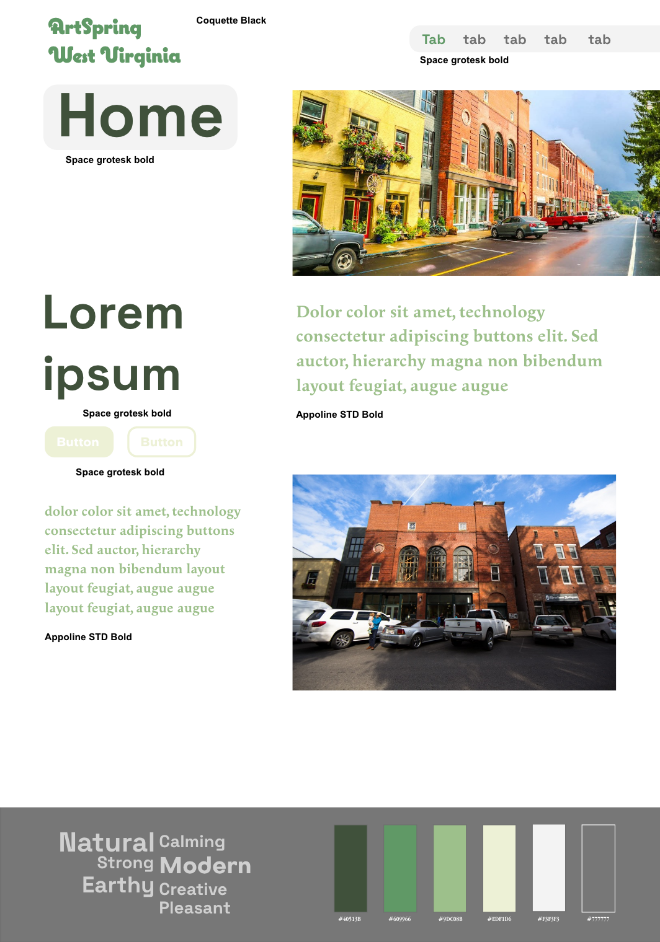 ArtSpring
West Virginia
Coquette Black
Tab tab tab tab tab
Space grotesk bold
Home
Space grotesk bold
Lorem
ipsum
Space grotesk bold
Button Button
Space grotesk bold
Dolor color sit amet, technology
consectetur adipiscing buttons elit. Sed
auctor, hierarchy magna non bibendum
layout feugiat, augue augue
Appoline STD Bold
dolor color sit amet, technology
consectetur adipiscing buttons
elit. Sed auctor, hierarchy
magna non bibendum layout
layout feugiat, augue augue
layout feugiat, augue augue
Appoline STD Bold
Natural Calming
Strong Modern
Earthy Creative
Pleasant
#40513B #609966 #9DC08B #EDF1D6 #F3F3F3 #777777